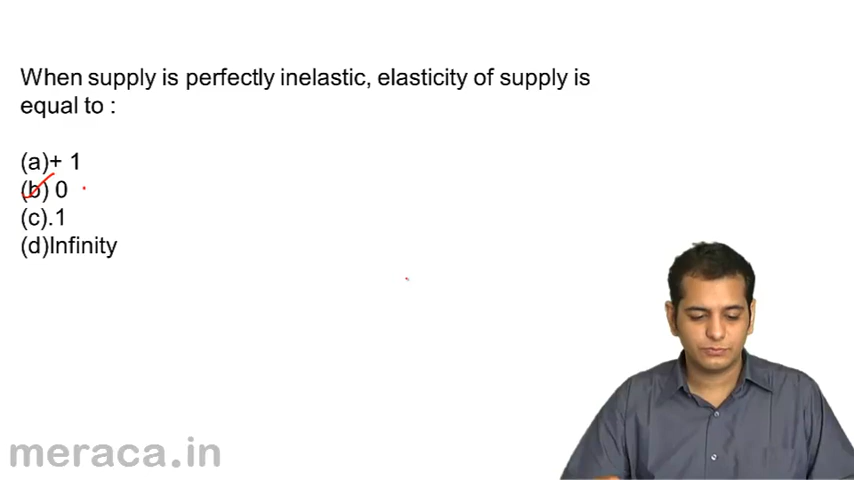 When supply is perfectly inelastic, elasticity of supply is
equal to :
(a)+ 1
(b) 0
(c).1
(d)Infinity
meraca.in